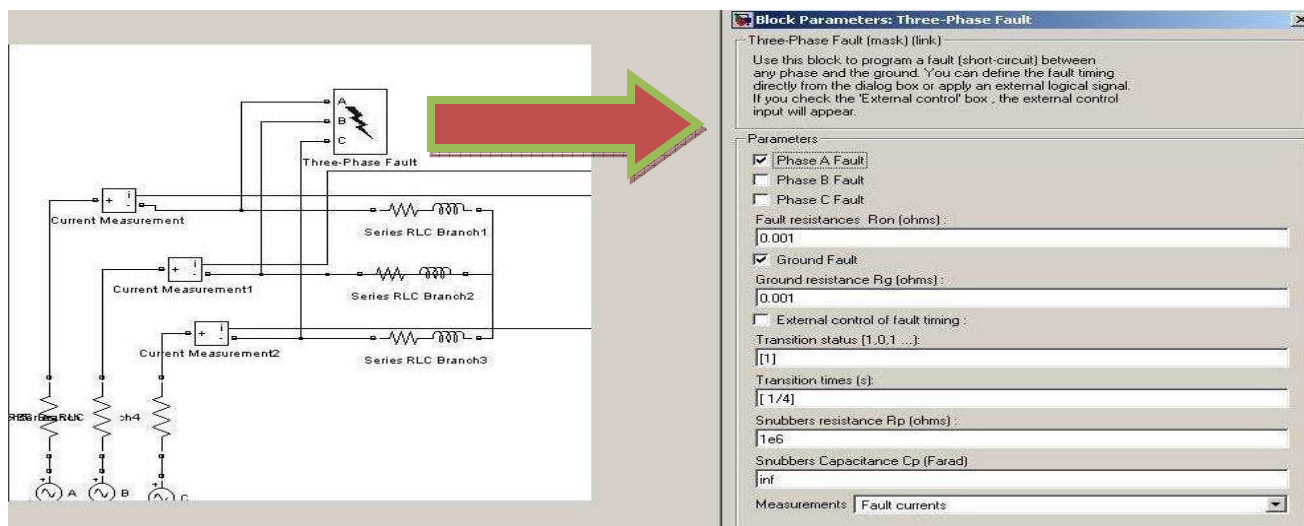 A
B
C
Three-Phase Fault
+ i
-
Current Measurement
Series RLC Branch1
+ i
-
Current Measurement1
Series RLC Branch2
+ i
-
Current Measurement2
Series RLC Branch3
ch4
+ A
+ B
+ C
Block Parameters: Three-Phase Fault
Three-Phase Fault (mask) (link)
Use this block to program a fault (short-circuit) between
any phase and the ground. You can define the fault timing
directly from the dialog box or apply an external logical signal.
If you check the 'External control' box , the external control
input will appear.
Parameters
Phase A Fault
Phase B Fault
Phase C Fault
Fault resistances Ron (ohms) :
0.001
Ground Fault
Ground resistance Rg (ohms) :
0.001
External control of fault timing :
Transition status [1,0,1 ...]:
[1]
Transition times (s):
[ 1/4]
Snubbers resistance Rp (ohms) :
1e6
Snubbers Capacitance Cp (Farad)
inf
Measurements Fault currents